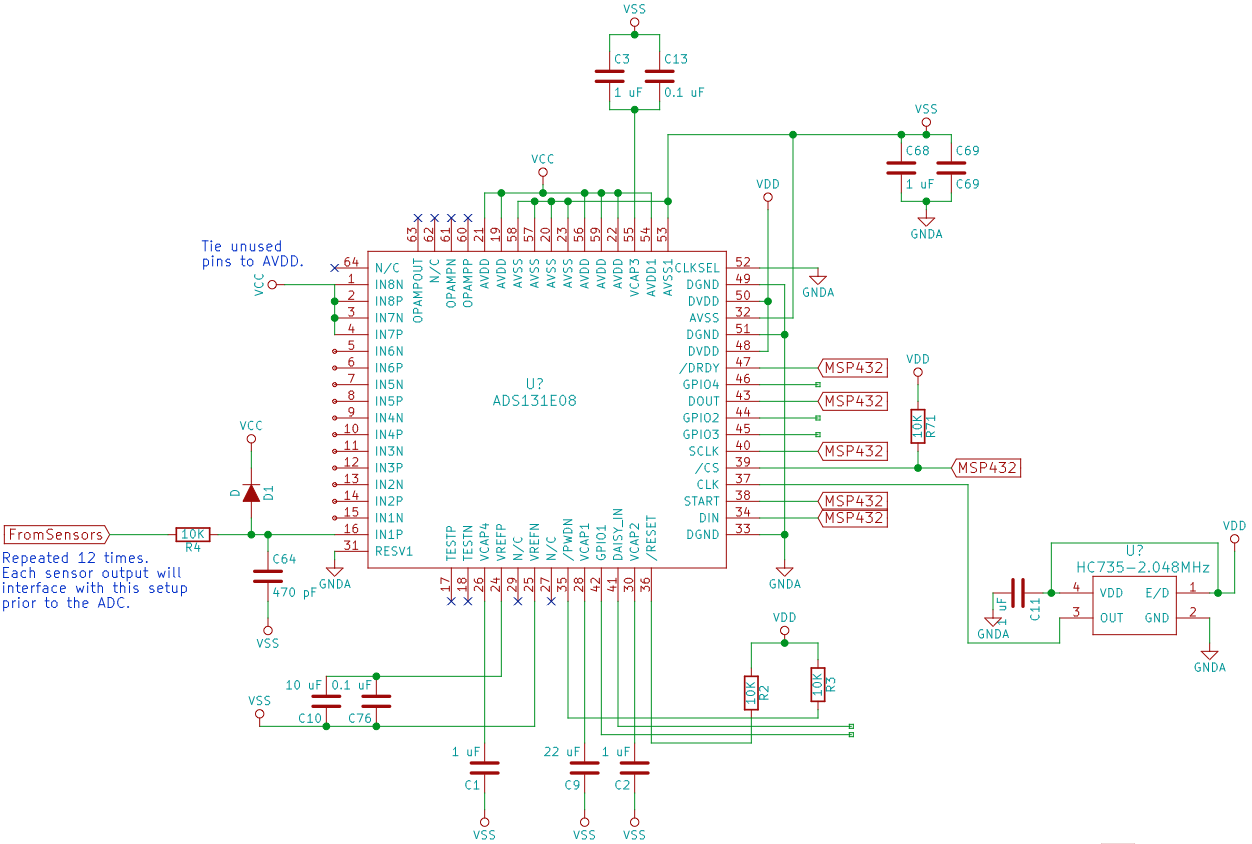 VSS
C3
C13
1 uF
0.1 uF
VSS
C68
C69
1 uF
C69
GNDA
VCC
VDD
63
62
61
60
21
19
58
57
20
23
56
59
22
55
54
53
Tie unused
pins to AVDD.
VCC
OPAMPOUT
N/C
OPAMPN
OPAMPP
AVDD
AVDD
AVSS
AVSS
AVSS
AVSS
AVDD
AVDD
AVDD
VCAP3
AVDD1
AVSS1
64 N/C
1 IN8N
2 IN8P
3 IN7N
4 IN7P
5 IN6N
6 IN6P
7 IN5N
8 IN5P
9 IN4N
10 IN4P
11 IN3N
12 IN3P
13 IN2N
14 IN2P
15 IN1N
16 IN1P
31 RESV1
U?
ADS131E08
CLKSEL 52
DGND 49
DVDD 50
AVSS 32
DGND 51
DVDD 48
/DRDY 47
GPIO4 46
DOUT 43
GPIO2 44
GPIO3 45
SCLK 40
/CS 39
CLK 37
START 38
DIN 34
DGND 33
GNDA
MSP432
MSP432
MSP432
MSP432
MSP432
VDD
10K
R71
MSP432
VCC
D
D1
FromSensors
10K
R4
Repeated 12 times.
Each sensor output will
interface with this setup
prior to the ADC.
C64
470 pF
VSS
GNDA
TESTP
TESTN
VCAP4
VREFP
N/C
VREFN
N/C
/PWDN
VCAP1
GPIO1
DAISY_IN
VCAP2
/RESET
17
18
26
24
29
25
27
35
28
42
41
30
36
GNDA
VDD
U?
HC735-2.048MHz
4 VDD
E/D 1
3 OUT
GND 2
C11
1 uF
GNDA
GNDA
VDD
10K
R2
10K
R3
10 uF
0.1 uF
VSS
C10
C76
1 uF
C1
VSS
22 uF
C9
VSS
1 uF
C2
VSS